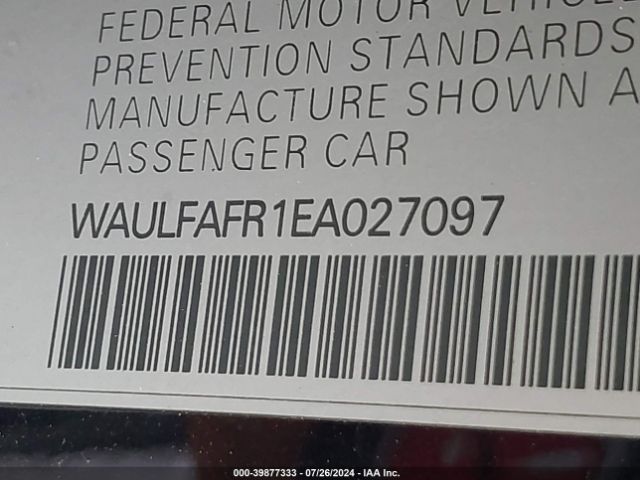 FEDERAL MOTOR VEHICLE
PREVENTION STANDARDS
MANUFACTURE SHOWN A
PASSENGER CAR
WAULFAFR1EA027097
000-39877333 - 07/26/2024 - IAA Inc.